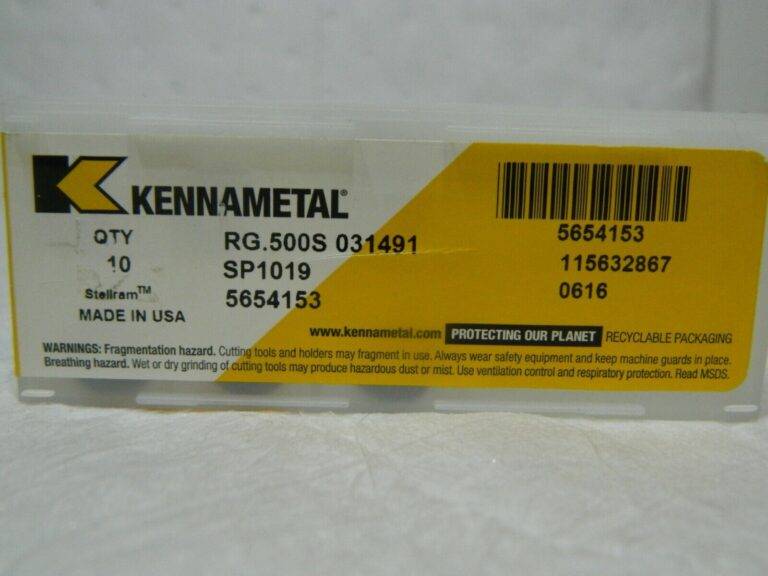 KENNAMETAL®
QTY
10
Stellram™
MADE IN USA
RG.500S 031491
SP1019
5654153
5654153
115632867
0616
www.kennametal.com PROTECTING OUR PLANET RECYCLABLE PACKAGING
WARNINGS: Fragmentation hazard. Cutting tools and holders may fragment in use. Always wear safety equipment and keep machine guards in place.
Breathing hazard. Wet or dry grinding of cutting tools may produce hazardous dust or mist. Use ventilation control and respiratory protection. Read MSDS.